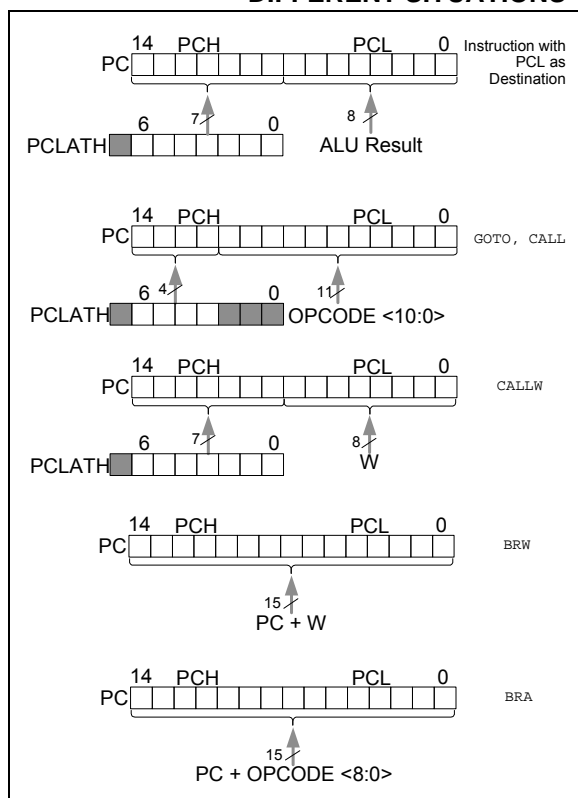 DIFFERENT SITUATIONS
14 PCH PCL 0 Instruction with
PC PCL as
Destination
7 8
6 0
PCLATH ALU Result
14 PCH PCL 0
PC GOTO, CALL
4 11
6 0
PCLATH OPCODE <10:0>
14 PCH PCL 0
PC CALLW
7 8
6 0 W
PCLATH
14 PCH PCL 0
PC BRW
15
PC + W
14 PCH PCL 0
PC BRA
15
PC + OPCODE <8:0>